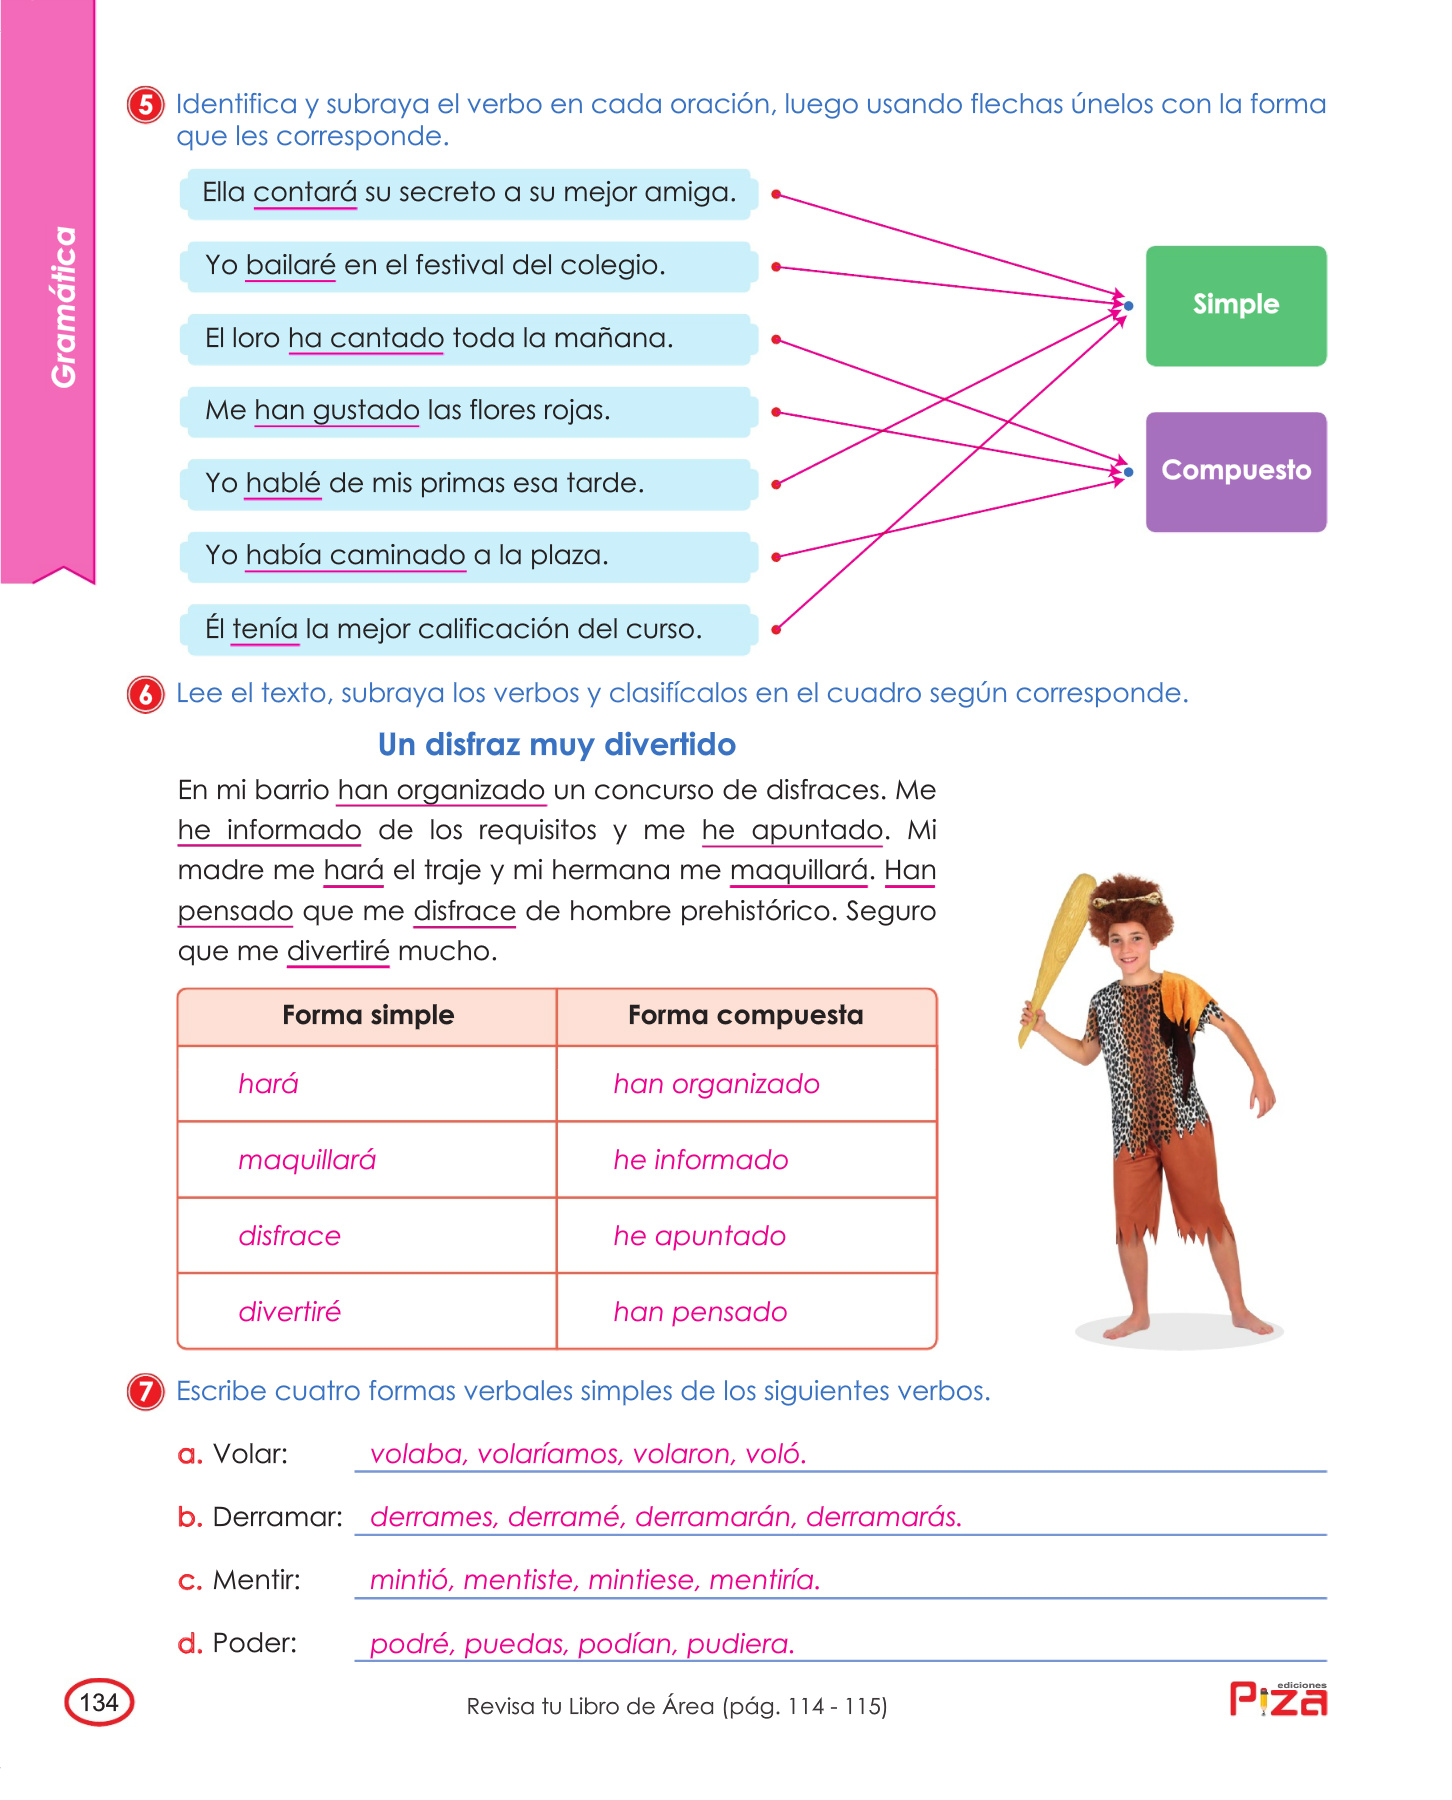 Gramática
5 Identifica y subraya el verbo en cada oración, luego usando flechas únelos con la forma
que les corresponde.
Ella contará su secreto a su mejor amiga.
Yo bailaré en el festival del colegio.
El loro ha cantado toda la mañana.
Me han gustado las flores rojas.
Yo hablé de mis primas esa tarde.
Yo había caminado a la plaza.
Él tenía la mejor calificación del curso.
Simple
Compuesto
6 Lee el texto, subraya los verbos y clasifícalos en el cuadro según corresponde.
Un disfraz muy divertido
En mi barrio han organizado un concurso de disfraces. Me
he informado de los requisitos y me he apuntado. Mi
madre me hará el traje y mi hermana me maquillará. Han
pensado que me disfrace de hombre prehistórico. Seguro
que me divertiré mucho.
Forma simple Forma compuesta
hará han organizado
maquillará he informado
disfrace he apuntado
divertiré han pensado
7 Escribe cuatro formas verbales simples de los siguientes verbos.
a. Volar: volaba, volaríamos, volaron, voló.
b. Derramar: derrames, derramé, derramarán, derramarás.
c. Mentir: mintió, mentiste, mintiese, mentiría.
d. Poder: podré, puedas, podían, pudiera.
134
Revisa tu Libro de Área (pág. 114 - 115)
ediciones
Piza